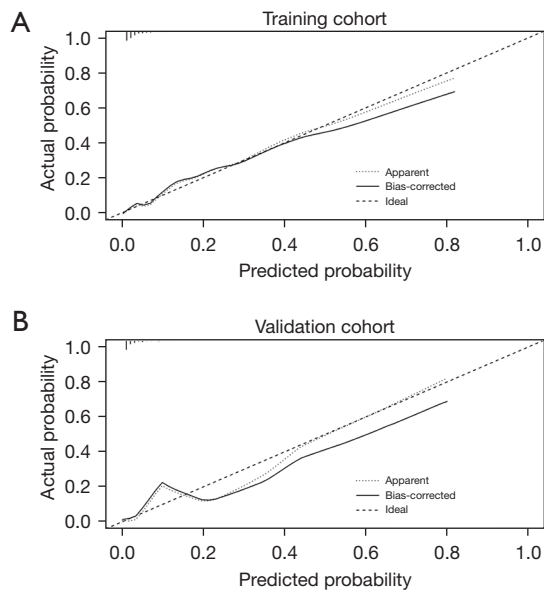 A
Training cohort
Actual probability
1.0
0.8
0.6
0.4
0.2
0.0
Apparent
Bias-corrected
Ideal
0.0 0.2 0.4 0.6 0.8 1.0
Predicted probability
B
Validation cohort
Actual probability
1.0
0.8
0.6
0.4
0.2
0.0
Apparent
Bias-corrected
Ideal
0.0 0.2 0.4 0.6 0.8 1.0
Predicted probability